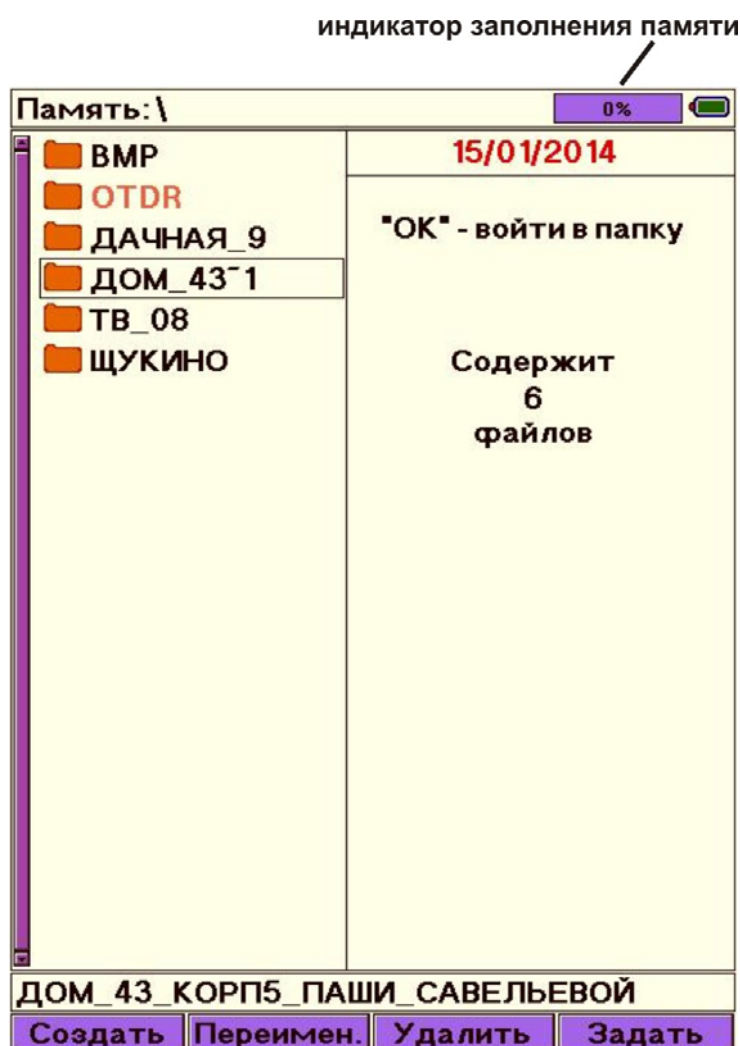 индикатор заполнения памяти
Память:\ 0%
BMP
OTDR
ДАЧНАЯ_9
ДОМ_43~1
ТВ_08
ЩУКИНО
15/01/2014
"ОК" - войти в папку
Содержит
6
файлов
ДОМ_43_КОРП5_ПАШИ_САВЕЛЬЕВОЙ
Создать Переимен. Удалить Задать